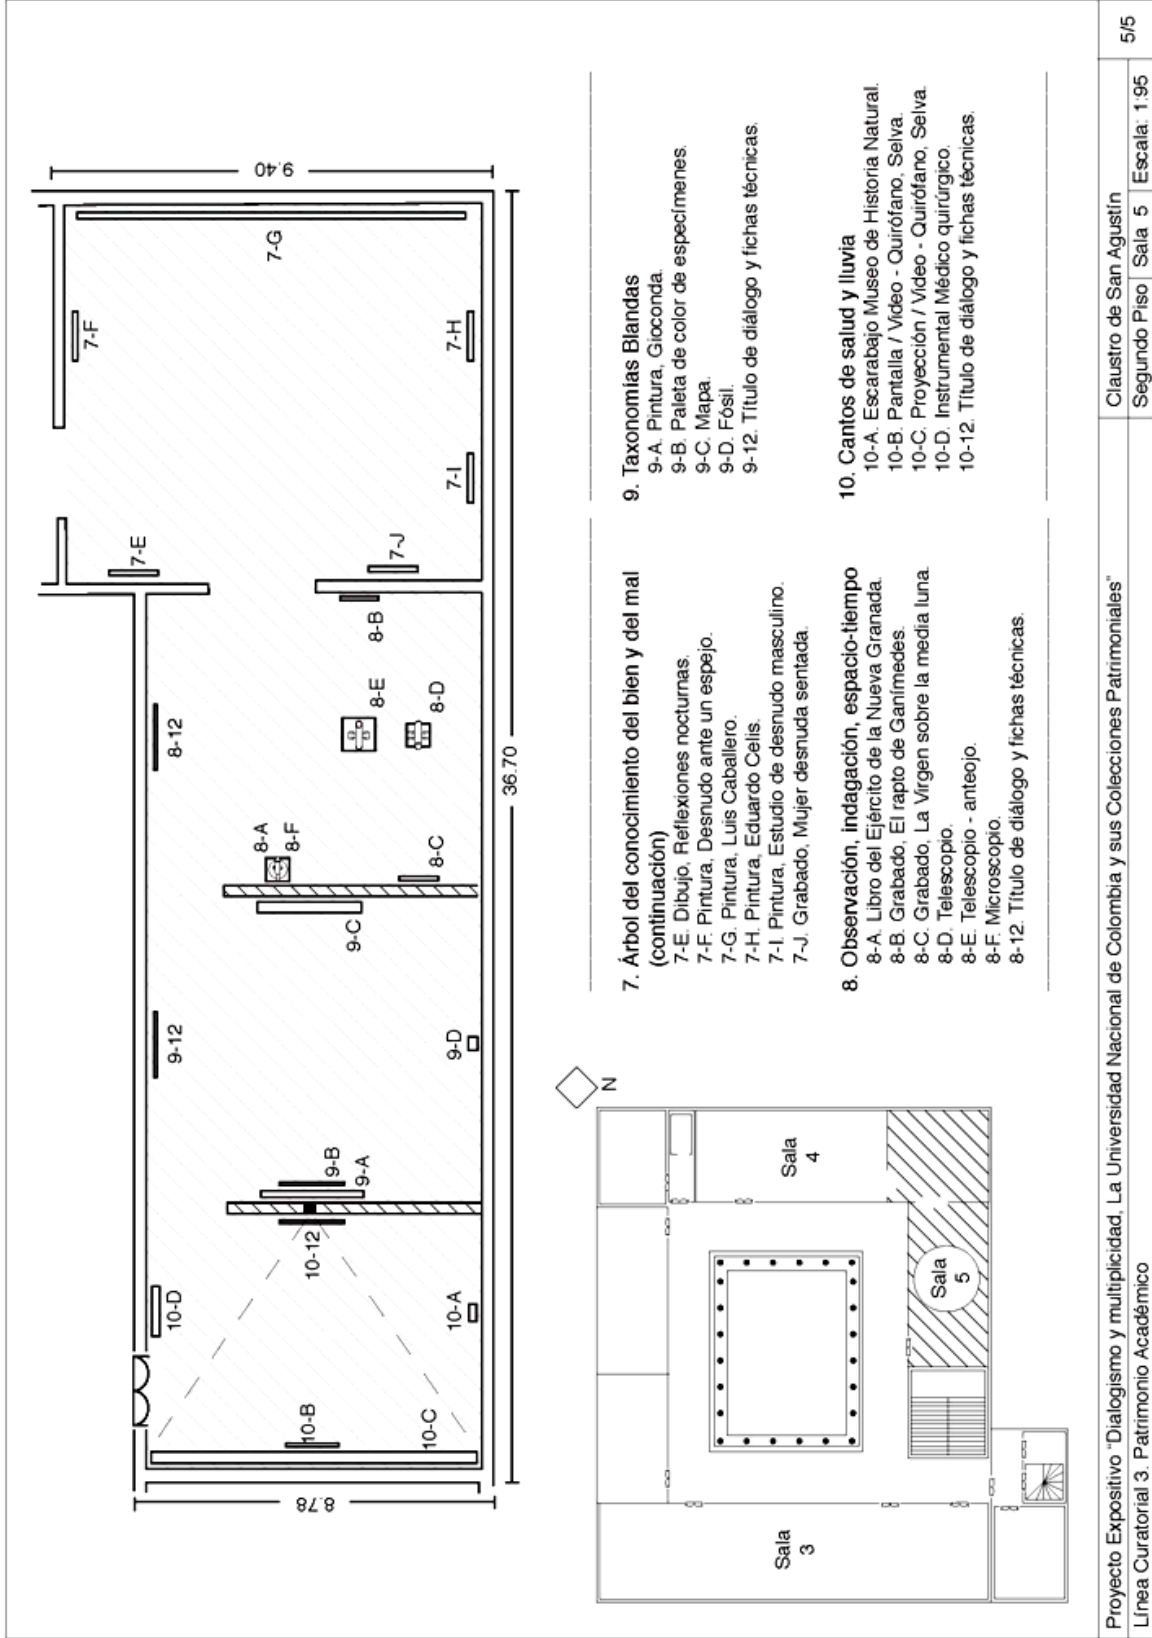 9.40
7-F
7-G
7-H
7-E
7-I
7-J
8-B
8-12
8-E
8-D
8-A
8-F
8-C
36.70
9-C
9-12
9-D
9-B
9-A
10-12
10-D
10-A
10-B
10-C
8.78
N
Sala
4
Sala
5
Sala
3
7. Árbol del conocimiento del bien y del mal
(continuación)
7-E. Dibujo, Reflexiones nocturnas.
7-F. Pintura, Desnudo ante un espejo.
7-G. Pintura, Luis Caballero.
7-H. Pintura, Eduardo Celis.
7-I. Pintura, Estudio de desnudo masculino.
7-J. Grabado, Mujer desnuda sentada.
8. Observación, indagación, espacio-tiempo
8-A. Libro del Ejército de la Nueva Granada.
8-B. Grabado, El rapto de Ganímedes.
8-C. Grabado, La Virgen sobre la media luna.
8-D. Telescopio.
8-E. Telescopio - anteojo.
8-F. Microscopio.
8-12. Título de diálogo y fichas técnicas.
9. Taxonomías Blandas
9-A. Pintura, Gioconda.
9-B. Paleta de color de especímenes.
9-C. Mapa.
9-D. Fósil.
9-12. Título de diálogo y fichas técnicas.
10. Cantos de salud y lluvia
10-A. Escarabajo Museo de Historia Natural.
10-B. Pantalla / Video - Quirófano, Selva.
10-C. Proyección / Video - Quirófano, Selva.
10-D. Instrumental Médico quirúrgico.
10-12. Título de diálogo y fichas técnicas.
Proyecto Expositivo "Dialogismo y multiplicidad, La Universidad Nacional de Colombia y sus Colecciones Patrimoniales"
Línea Curatorial 3. Patrimonio Académico
Claustro de San Agustín
Segundo Piso
Sala 5
Escala: 1:95
5/5